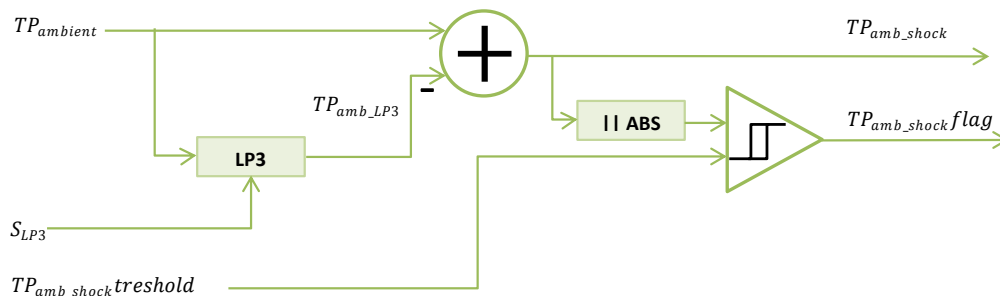 TP_ambient
TP_amb_shock
-
TP_amb_LP3
|| ABS
TP_amb_shock flag
LP3
S_LP3
TP_amb shock treshold